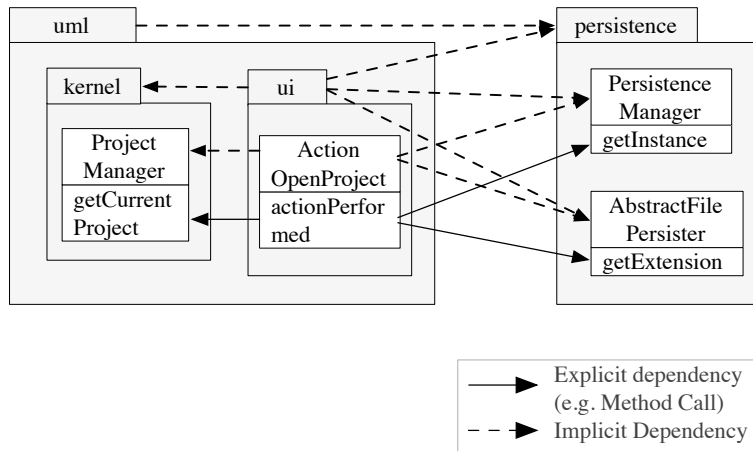 uml
persistence
kernel
ui
Project
Manager
getCurrent
Project
Action
OpenProject
actionPerfor
med
Persistence
Manager
getInstance
AbstractFile
Persister
getExtension
Explicit dependency
(e.g. Method Call)
Implicit Dependency